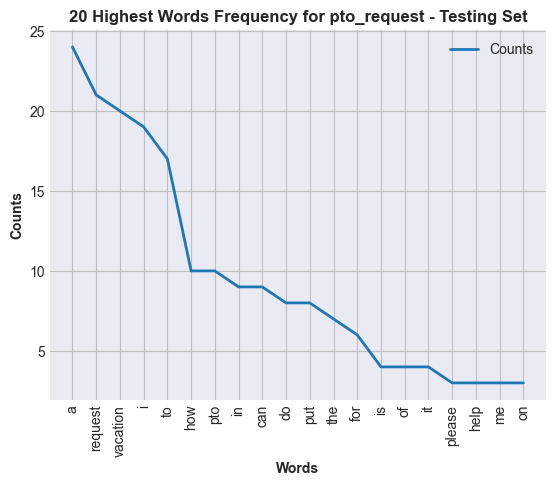 20 Highest Words Frequency for pto_request - Testing Set
Counts
25
20
15
10
5
Counts
a
request
vacation
i
to
how
pto
in
can
do
put
the
for
is
of
it
please
help
me
on
Words